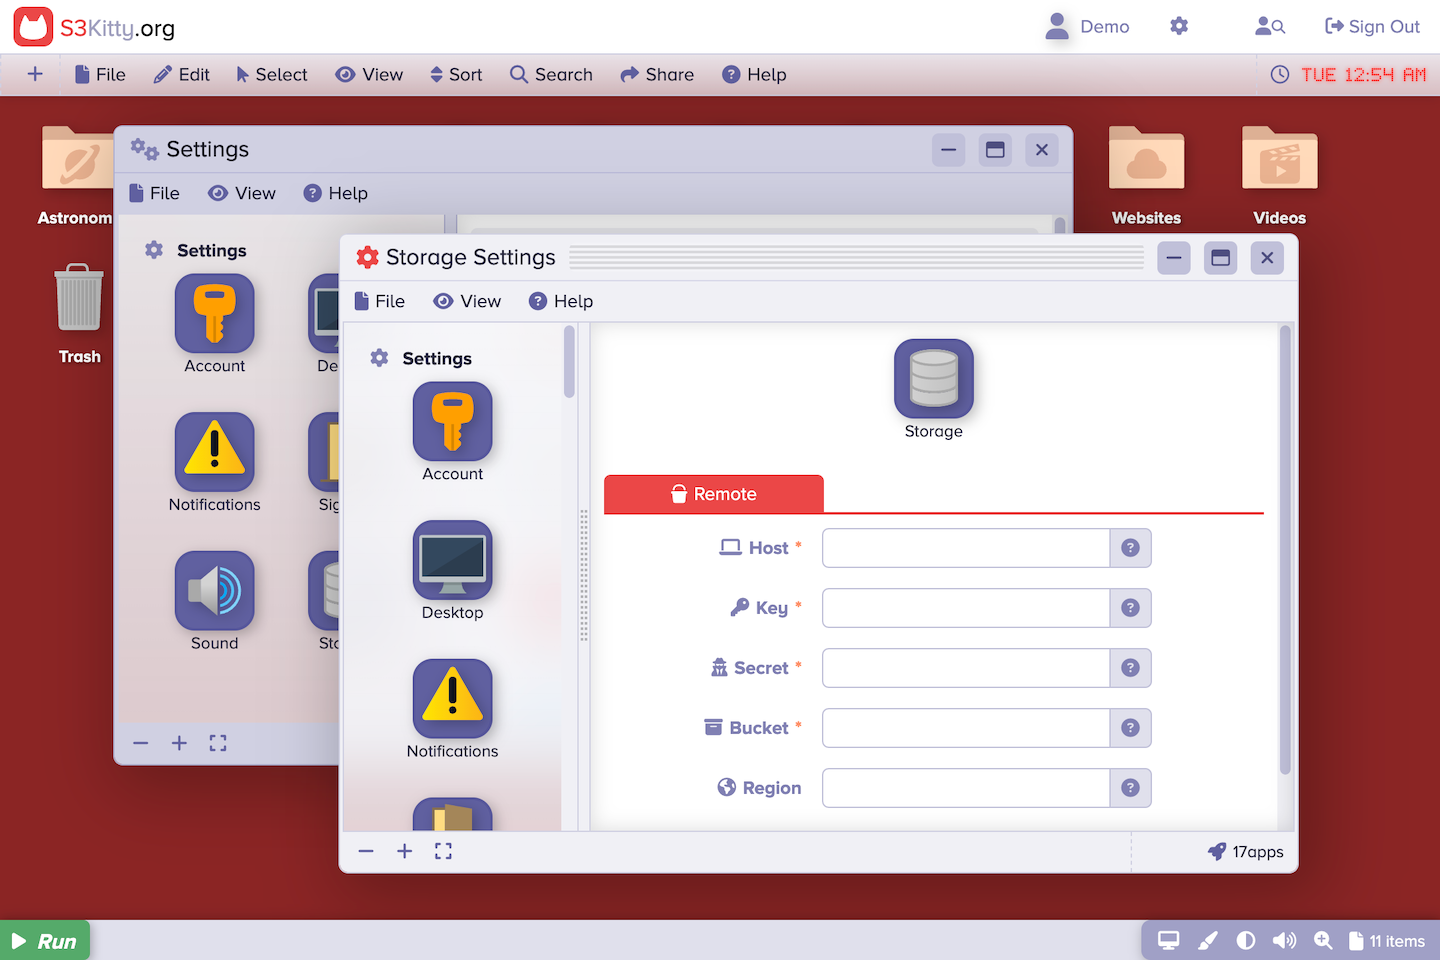 S3Kitty.org
Demo
Sign Out
File Edit Select View Sort Search Share Help
TUE 12:54 AM
Astronom
Trash
Websites
Videos
Settings
File View Help
Settings
Account
De
Notifications
Sig
Sound
Sto
Storage Settings
File View Help
Settings
Account
Desktop
Notifications
Storage
Remote
Host *
Key *
Secret *
Bucket *
Region
17apps
Run
11 items